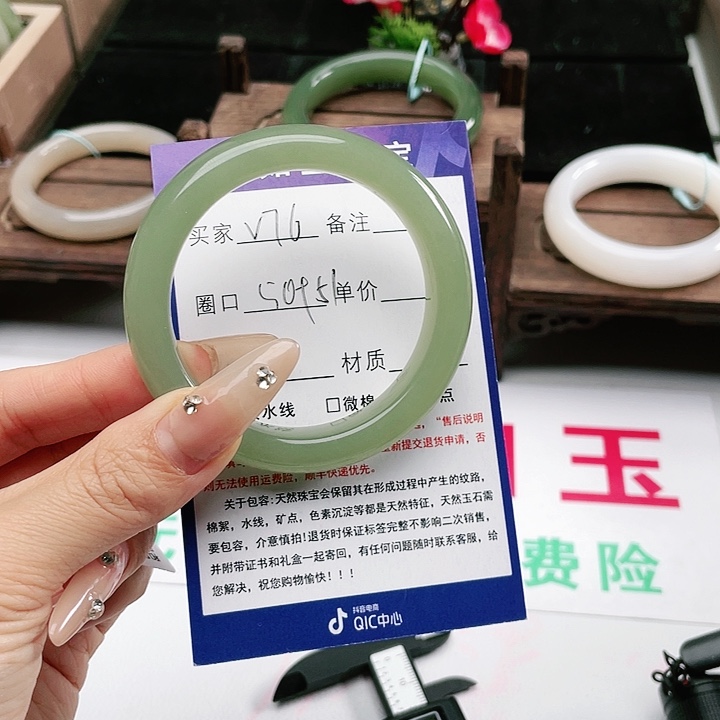 宝
买家 V76 备注
圈口 5095 单价
材质
水线 □微棉 点
，“售后说明
新提交退货申请，否
则无法使用运费险，顺丰快递优先。
关于包容：天然珠宝会保留其在形成过程中产生的纹路，
棉絮，水线，矿点，色素沉淀等都是天然特征，天然玉石需
要包容，介意慎拍！退货时保证标签完整不影响二次销售，
并附带证书和礼盒一起寄回，有任何问题随时联系客服，给
您解决，祝您购物愉快！！！
抖音电商
QIC中心
玉
费险